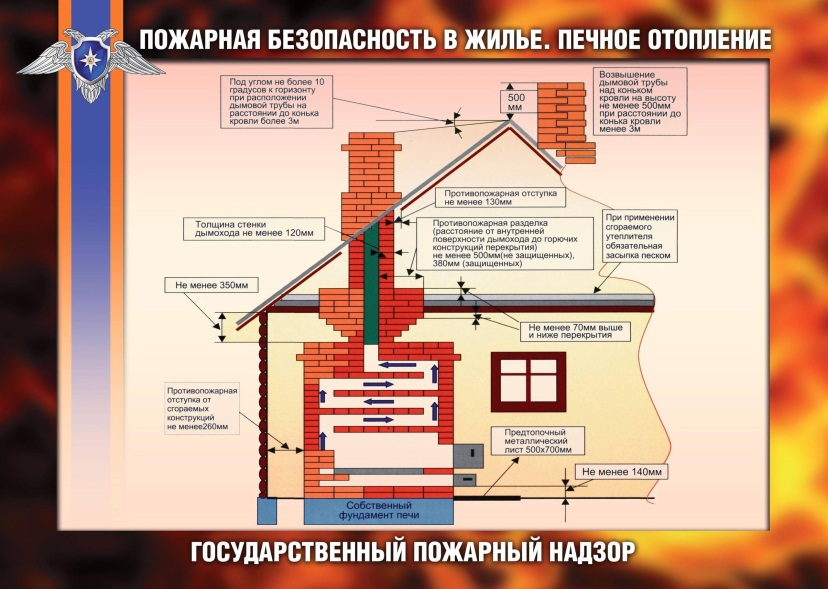 ПОЖАРНАЯ БЕЗОПАСНОСТЬ В ЖИЛЬЕ. ПЕЧНОЕ ОТОПЛЕНИЕ
Под углом не более 10
градусов к горизонту
при расположении
дымовой трубы на
расстоянии до конька
кровли более 3м
500
мм
Возвышение
дымовой трубы
над коньком
кровли на высоту
не менее 500мм
при расстоянии до
конька кровли
менее 3м
Противопожарная отступка
не менее 130мм
Толщина стенки
дымохода не менее 120мм
Противопожарная разделка
(расстояние от внутренней
поверхности дымохода до горючих
конструкций перекрытия)
не менее 500мм(не защищенных),
380мм (защищенных)
При применении
сгораемого
утеплителя
обязательная
засыпка песком
Не менее 350мм
Не менее 70мм выше
и ниже перекрытия
Противопожарная
отступка от
сгораемых
конструкций
не менее260мм
Предтопочный
металлический
лист 500х700мм
Не менее 140мм
Собственный
фундамент печи
ГОСУДАРСТВЕННЫЙ ПОЖАРНЫЙ НАДЗОР